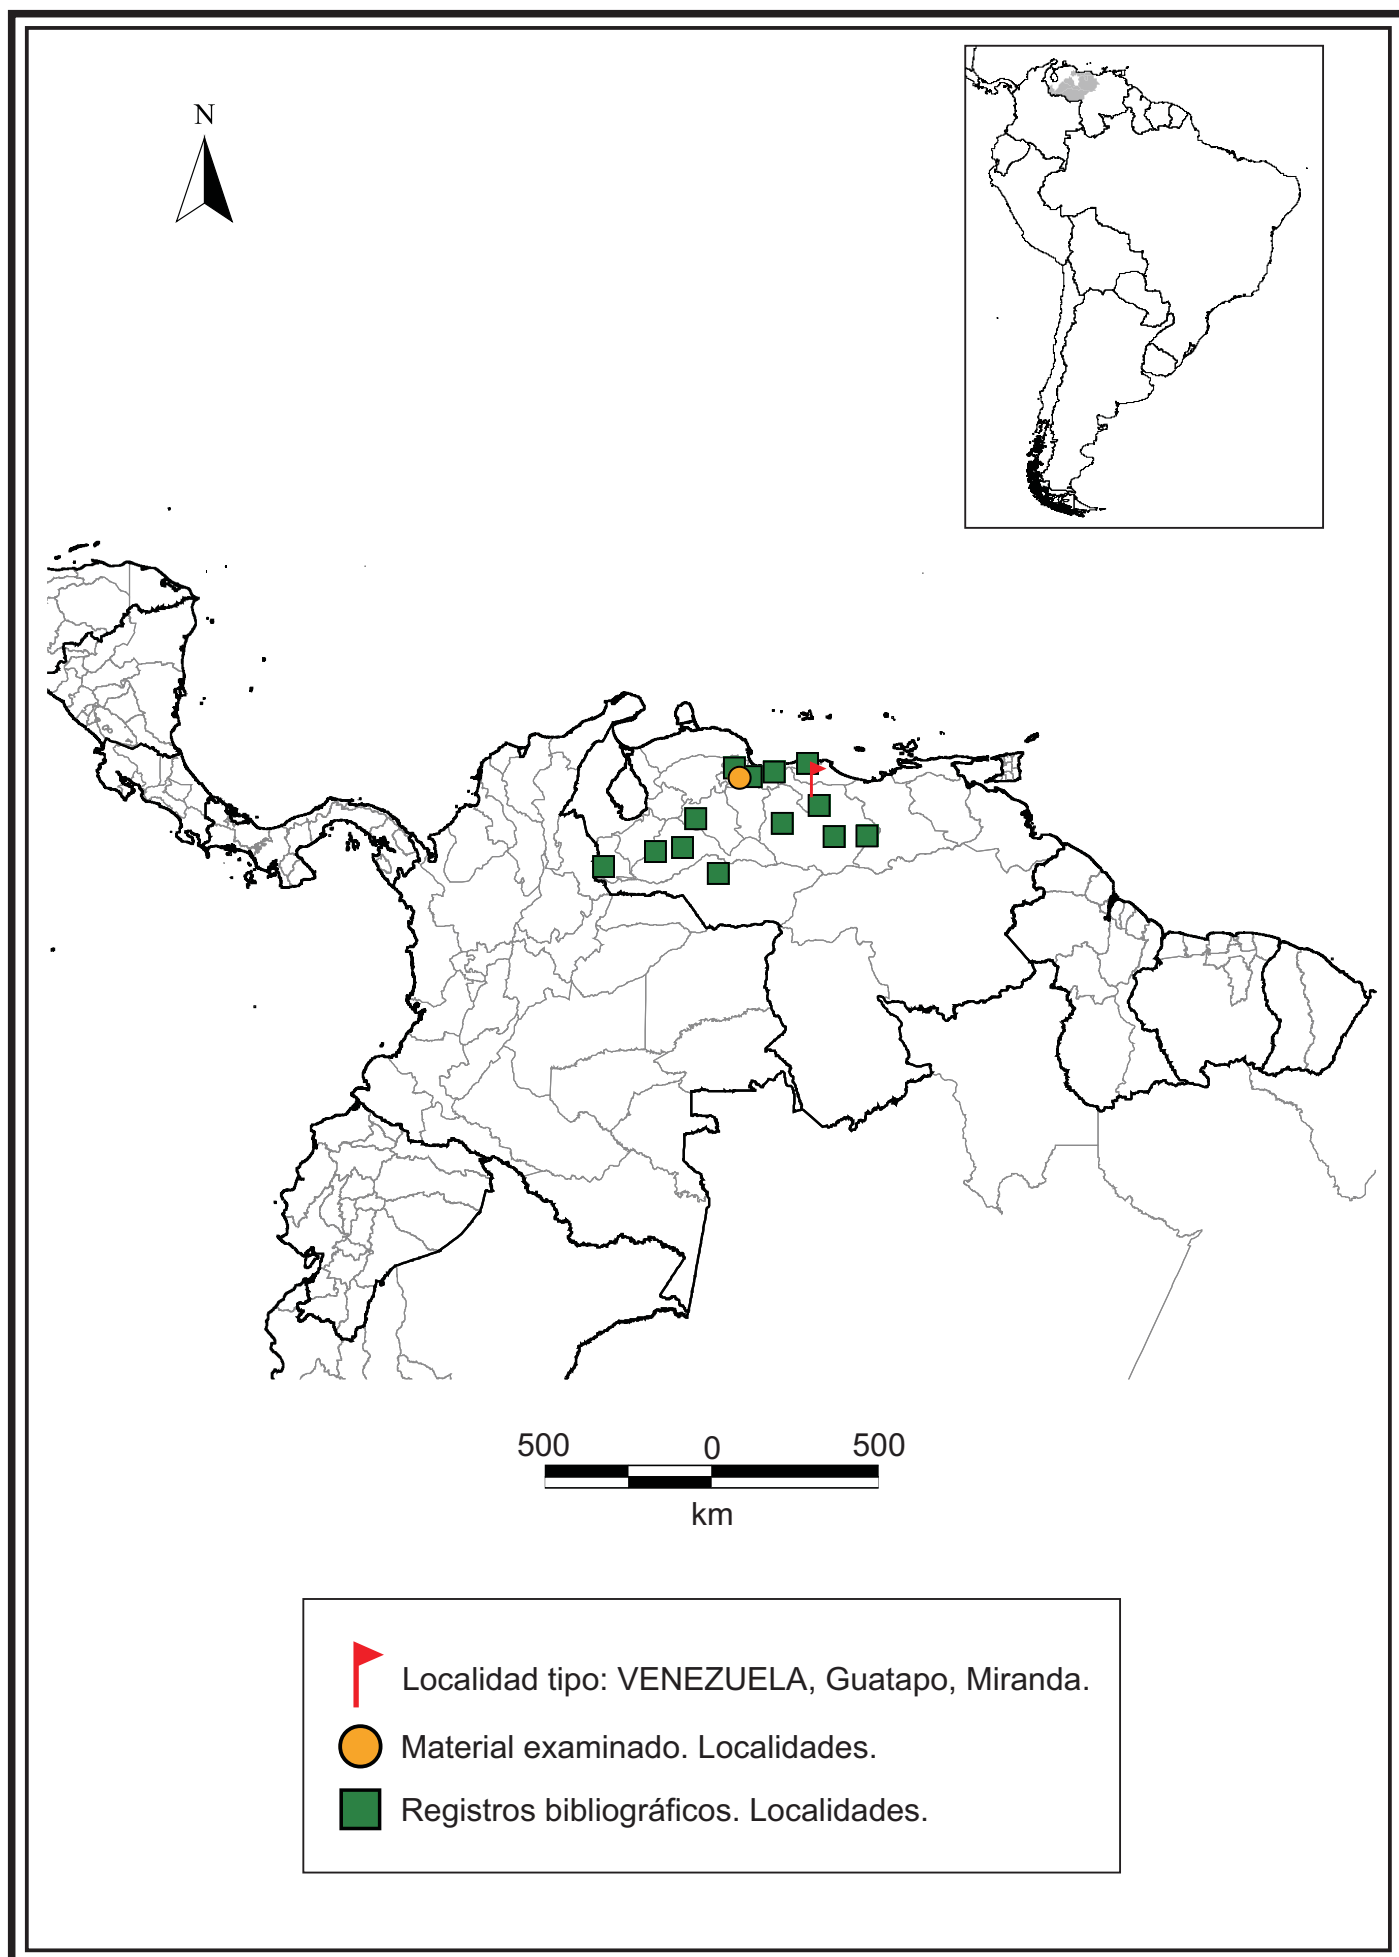 N
500 0 500
km
Localidad tipo: VENEZUELA, Guatapo, Miranda.
Material examinado. Localidades.
Registros bibliográficos. Localidades.